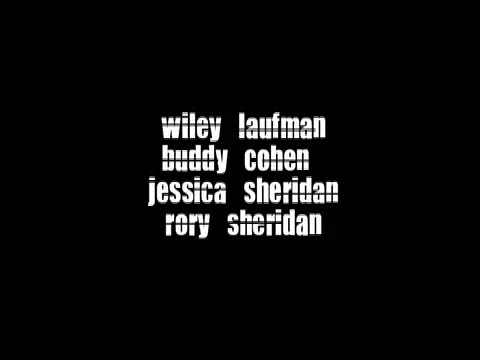 wiley laufman
buddy cohen
jessica sheridan
rory sheridan